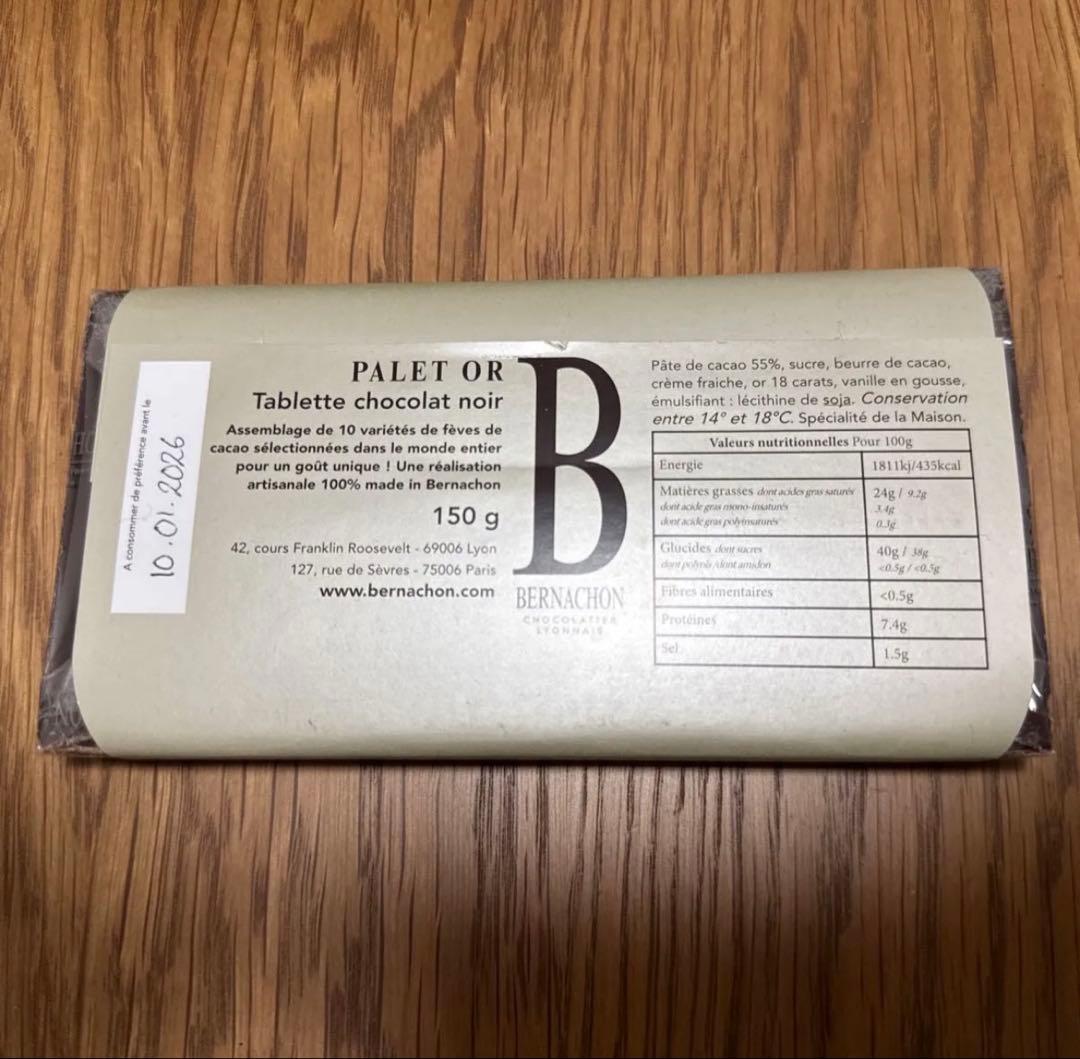 A consommer de préférence avant le
10.01.2026
PALET OR
Tablette chocolat noir
Assemblage de 10 variétés de fèves de
cacao sélectionnées dans le monde entier
pour un goût unique ! Une réalisation
artisanale 100% made in Bernachon
150 g
42, cours Franklin Roosevelt - 69006 Lyon
127, rue de Sèvres - 75006 Paris
www.bernachon.com
B
BERNACHON
CHOCOLATIER
LYONNAIS
Pâte de cacao 55%, sucre, beurre de cacao,
crème fraiche, or 18 carats, vanille en gousse,
émulsifiant : lécithine de soja. Conservation
entre 14° et 18°C. Spécialité de la Maison.
Valeurs nutritionnelles Pour 100g
Energie 1811kj/435kcal
Matières grasses dont acides gras saturés 24g / 9.2g
dont acide gras mono-insaturés 3.4g
dont acide gras polyinsaturés 0.3g
Glucides dont sucres 40g / 38g
dont polyols /dont amidon <0.5g / <0.5g
Fibres alimentaires <0.5g
Protéines 7.4g
Sel 1.5g